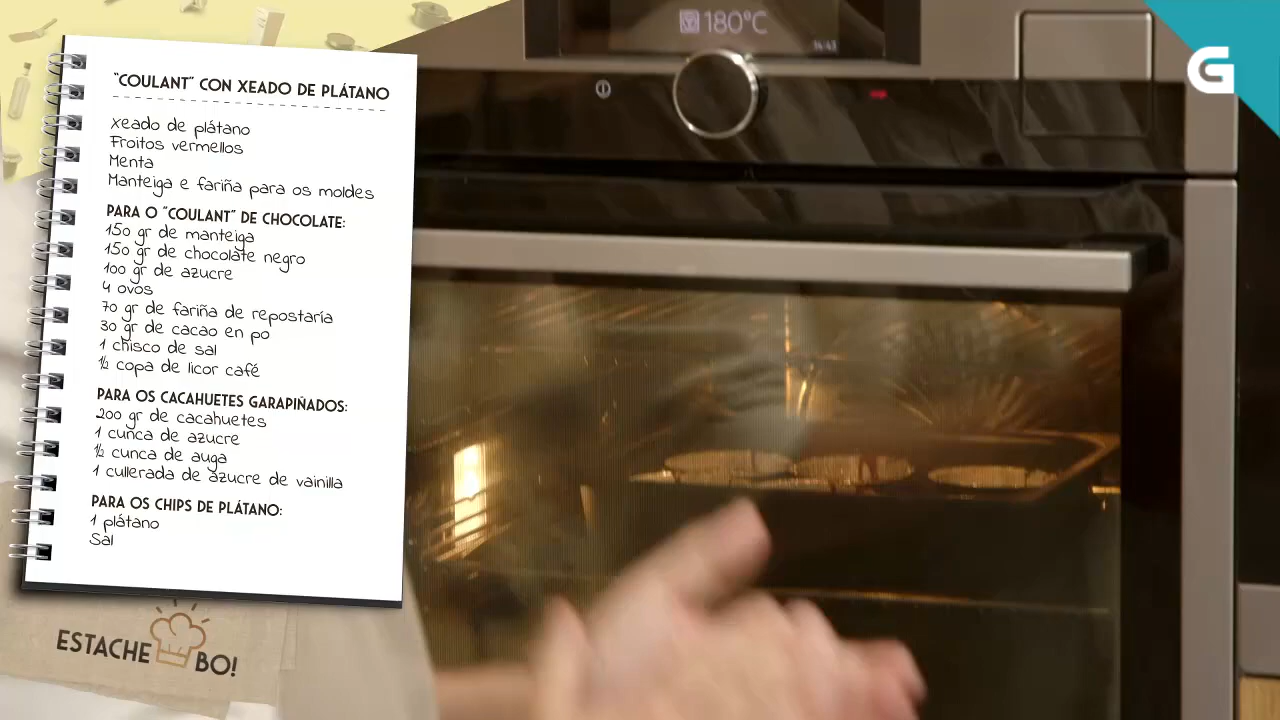 "COULANT" CON XEADO DE PLÁTANO
Xeado de plátano
Froitos vermellos
Menta
Manteiga e fariña para os moldes
PARA O "COULANT" DE CHOCOLATE:
150 gr de manteiga
150 gr de chocolate negro
100 gr de azucre
4 ovos
70 gr de fariña de repostaría
30 gr de cacao en po
1 chisco de sal
1/2 copa de licor café
PARA OS CACAHUETES GARAPIÑADOS:
200 gr de cacahuetes
1 cunca de azucre
1/2 cunca de auga
1 cullerada de azucre de vainilla
PARA OS CHIPS DE PLÁTANO:
1 plátano
Sal
ESTACHE BO!
180°C
14:43
G